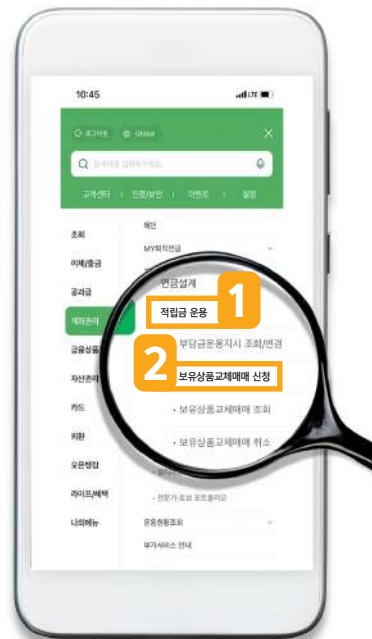 10:45
LTE
로그아웃 Global
고객센터 인증/보안 이벤트 설정
조회
이체/출금
공과금
계좌관리
금융상품
자산관리
카드
외환
오픈뱅킹
라이프/혜택
나의메뉴
MY퇴직연금
연금설계
1
적립금 운용
부담금운용지시 조회/변경
2
보유상품교체매매 신청
· 보유상품교체매매 조회
· 보유상품교체매매 취소
운용현황조회
부가서비스 안내